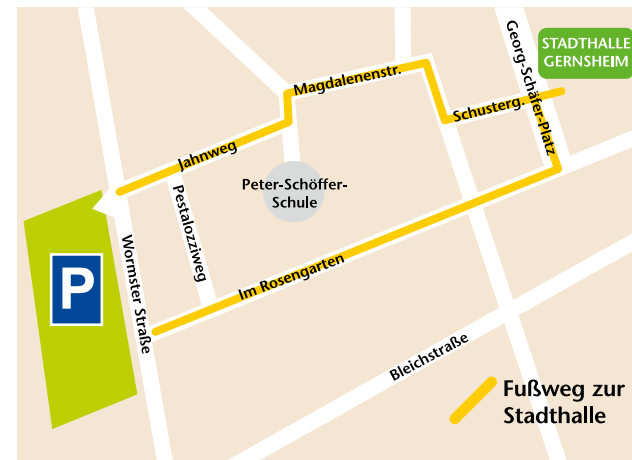 STADTHALLE
GERNSHEIM
Georg-Schäfer-Platz
Magdalenenstr.
Schusterg.
Jahnweg
Peter-Schöffer-
Schule
Pestalozziweg
Wormster Straße
P
Im Rosengarten
Bleichstraße
Fußweg zur
Stadthalle